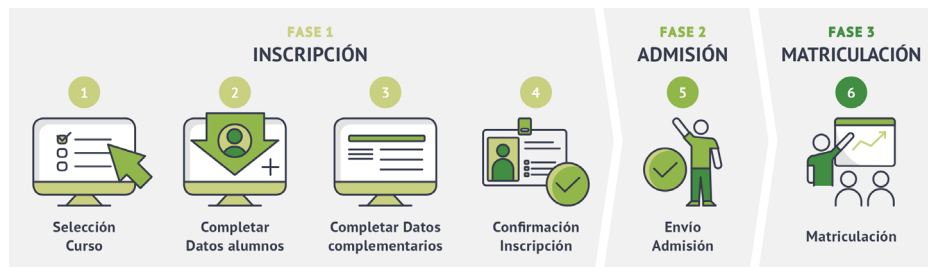 FASE 1
INSCRIPCIÓN
1
Selección
Curso
2
Completar
Datos alumnos
3
Completar Datos
complementarios
4
Confirmación
Inscripción
FASE 2
ADMISIÓN
5
Envío
Admisión
FASE 3
MATRICULACIÓN
6
Matriculación